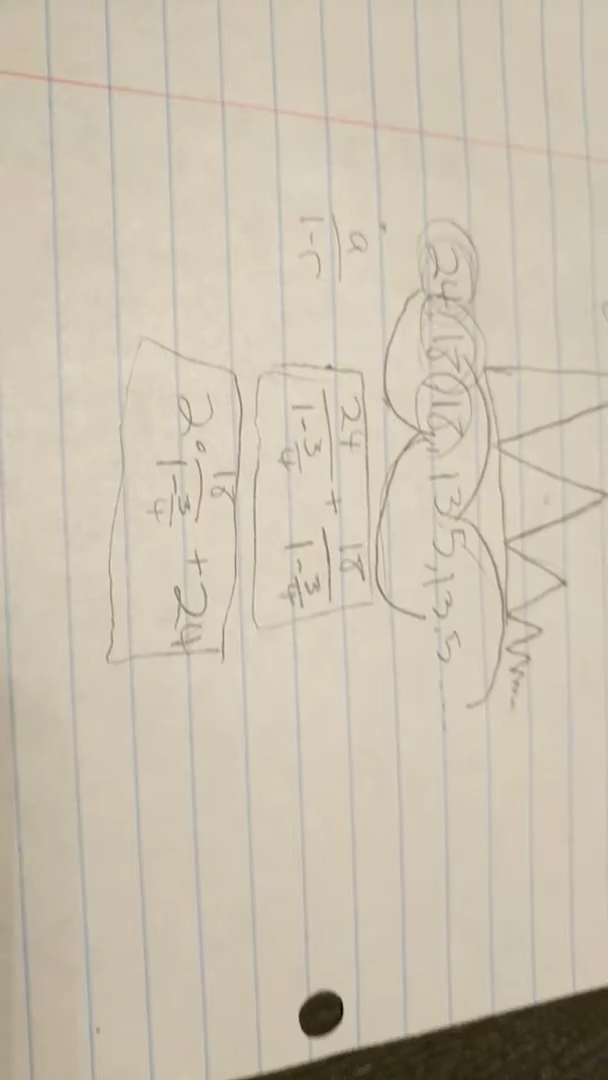 24, 18, 18, 13.5, 13.5 ....
a/1-r
24/1-3/4 + 18/1-3/4
2·18/1-3/4 + 24